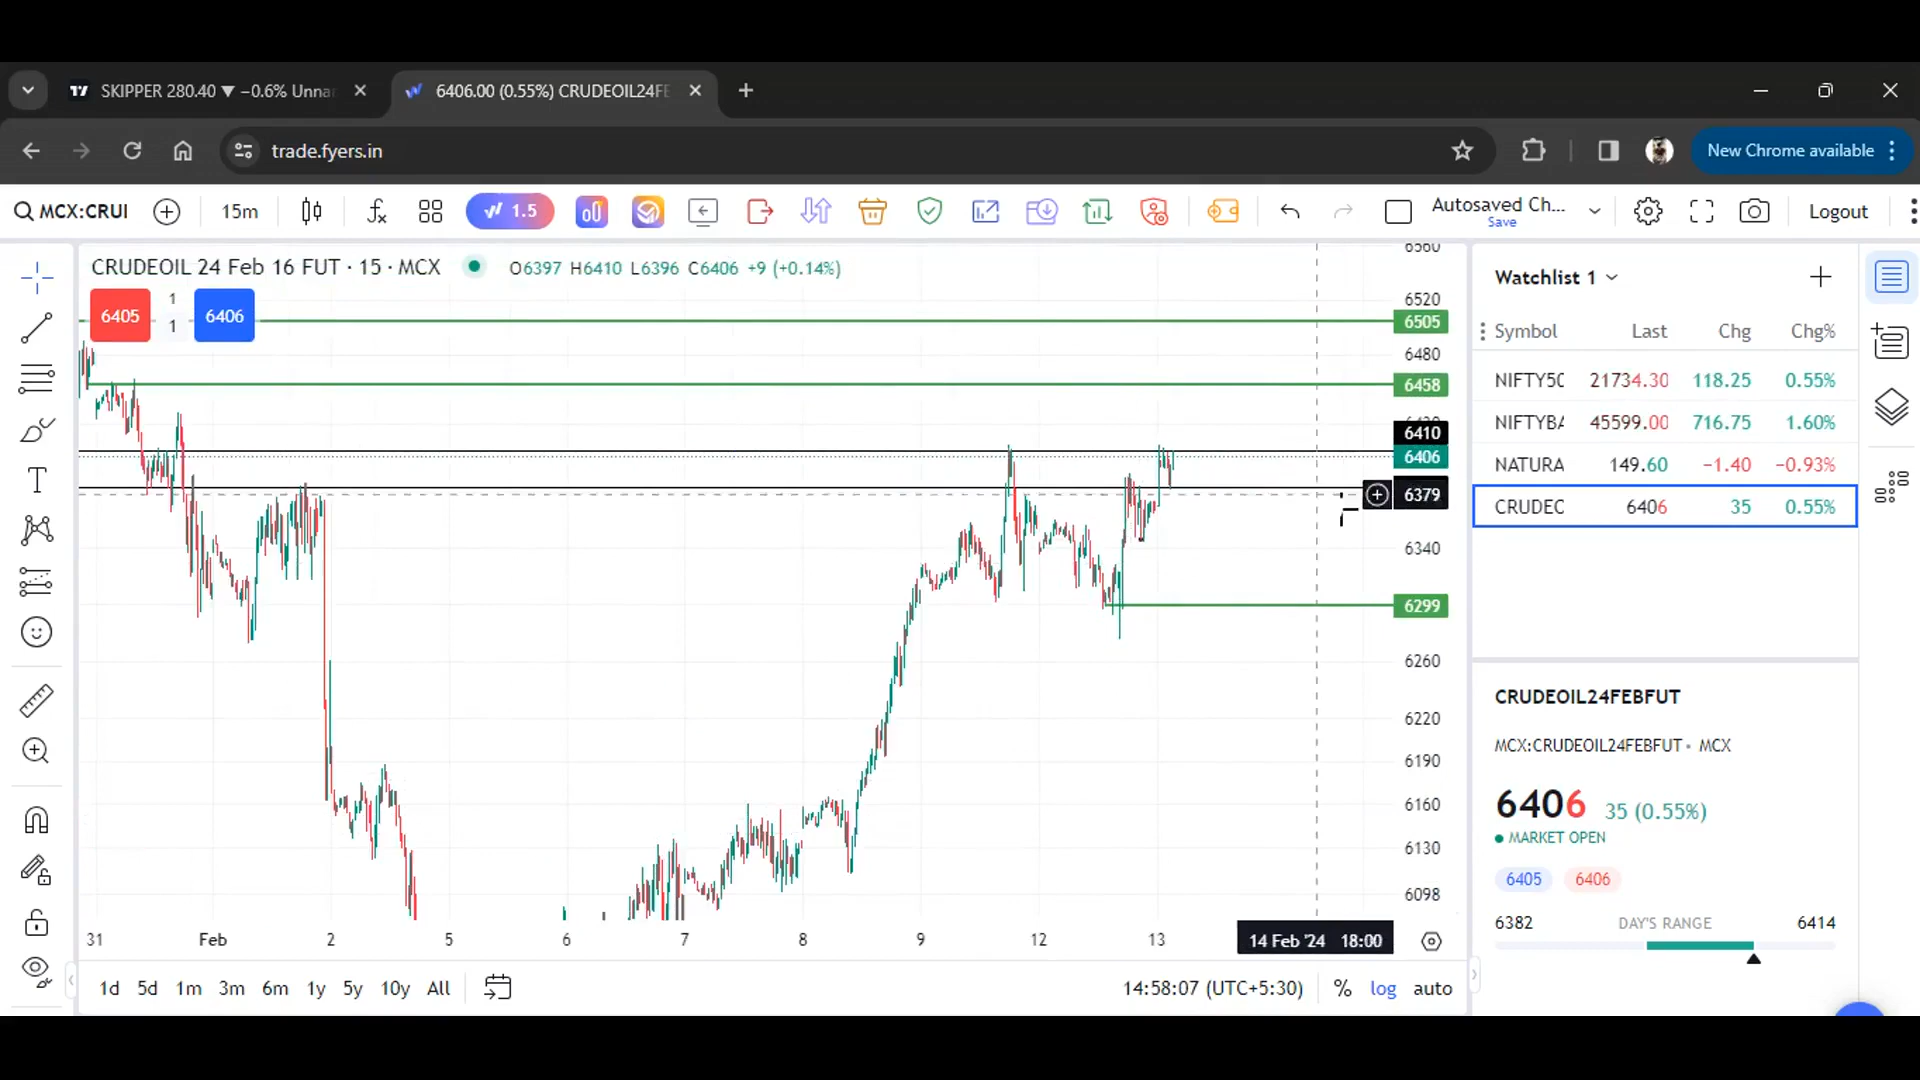 SKIPPER 280.40 ▼ −0.6% Unna
6406.00 (0.55%) CRUDEOIL24FE
trade.fyers.in
New Chrome available
MCX:CRUI
15m
1.5
Autosaved Ch...
Save
Logout
CRUDEOIL 24 Feb 16 FUT · 15 · MCX
O6397 H6410 L6396 C6406 +9 (+0.14%)
6405
1
1
6406
6560
6520
6505
6480
6458
6410
6406
6379
6340
6299
6260
6220
6190
6160
6130
6098
31 Feb 2 5 6 7 8 9 12 13
14 Feb '24 18:00
1d 5d 1m 3m 6m 1y 5y 10y All
14:58:07 (UTC+5:30) % log auto
Watchlist 1
Symbol Last Chg Chg%
NIFTY50 21734.30 118.25 0.55%
NIFTYBA 45599.00 716.75 1.60%
NATURA 149.60 −1.40 −0.93%
CRUDEC 6406 35 0.55%
CRUDEOIL24FEBFUT
MCX:CRUDEOIL24FEBFUT • MCX
6406 35 (0.55%)
MARKET OPEN
6405 6406
6382 DAY'S RANGE 6414